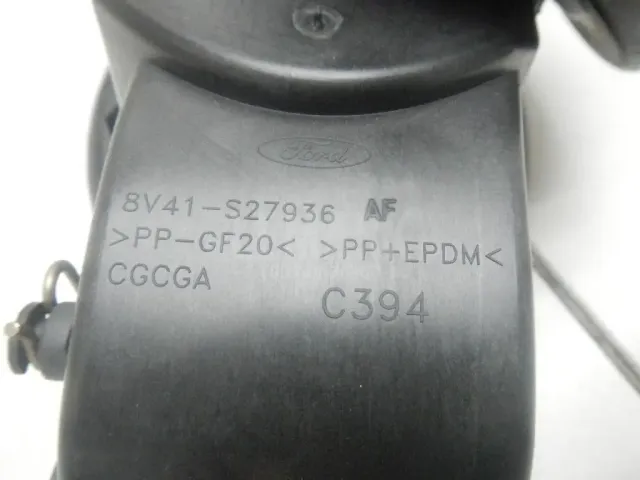 Ford
8V41-S27936 AF
>PP-GF20< >PP+EPDM<
CGCGA
C394